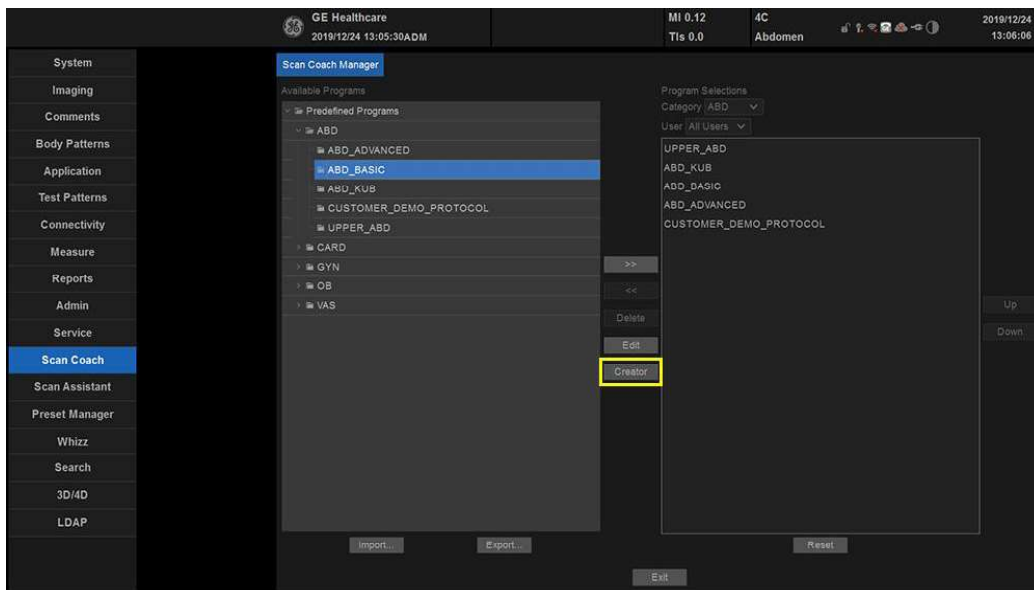 GE Healthcare
2019/12/24 13:05:30ADM
MI 0.12
TIs 0.0
4C
Abdomen
2019/12/24
13:06:06
System
Imaging
Comments
Body Patterns
Application
Test Patterns
Connectivity
Measure
Reports
Admin
Service
Scan Coach
Scan Assistant
Preset Manager
Whizz
Search
3D/4D
LDAP
Scan Coach Manager
Available Programs
Predefined Programs
ABD
ABD_ADVANCED
ABD_BASIC
ABD_KUB
CUSTOMER_DEMO_PROTOCOL
UPPER_ABD
CARD
GYN
OB
VAS
Import...
Export...
>>
<<
Delete
Edit
Creator
Program Selections
Category ABD
User All Users
UPPER_ABD
ABD_KUB
ABD_BASIC
ABD_ADVANCED
CUSTOMER_DEMO_PROTOCOL
Up
Down
Reset
Exit